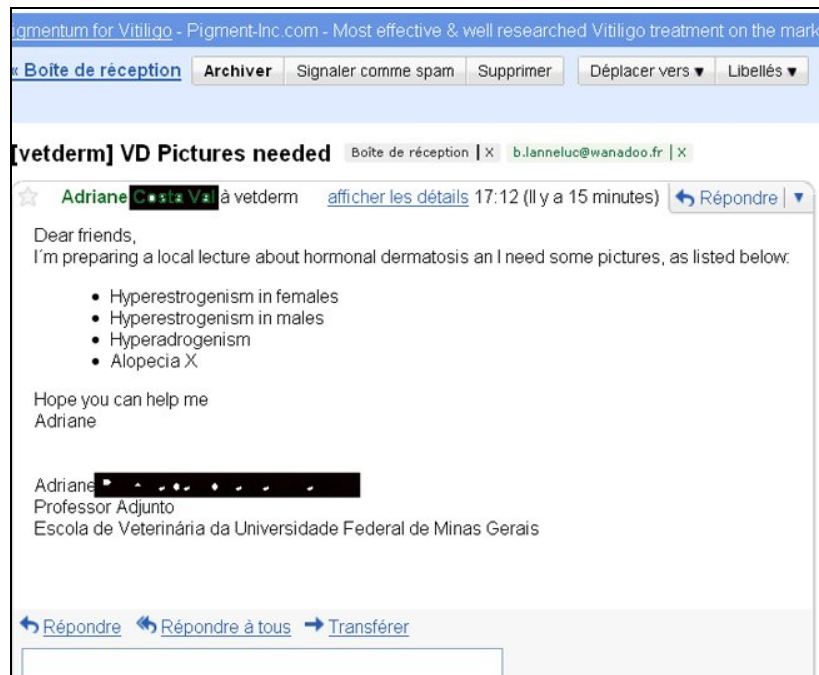 igmentum for Vitiligo - Pigment-Inc.com - Most effective & well researched Vitiligo treatment on the mark
« Boîte de réception Archiver Signaler comme spam Supprimer Déplacer vers ▼ Libellés ▼
[vetderm] VD Pictures needed Boîte de réception | X b.lanneluc@wanadoo.fr | X
Adriane à vetderm afficher les détails 17:12 (Il y a 15 minutes) Répondre | ▼
Dear friends,
I´m preparing a local lecture about hormonal dermatosis an I need some pictures, as listed below:
• Hyperestrogenism in females
• Hyperestrogenism in males
• Hyperadrogenism
• Alopecia X
Hope you can help me
Adriane
Adriane
Professor Adjunto
Escola de Veterinária da Universidade Federal de Minas Gerais
Répondre Répondre à tous Transférer